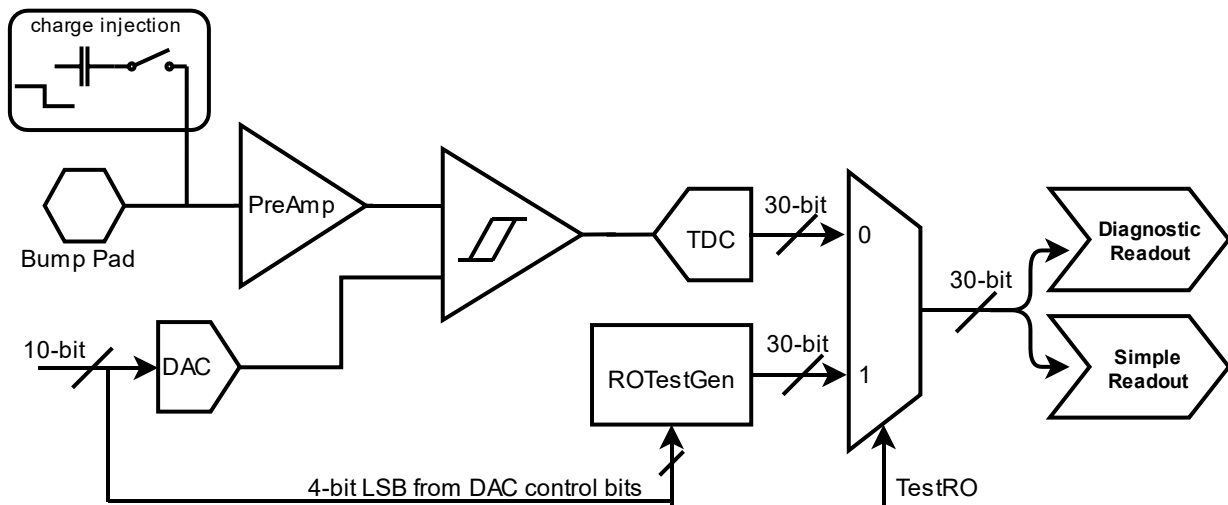 charge injection
PreAmp
Bump Pad
TDC
30-bit
0
Diagnostic
Readout
30-bit
10-bit
DAC
ROTestGen
30-bit
1
Simple
Readout
4-bit LSB from DAC control bits
TestRO